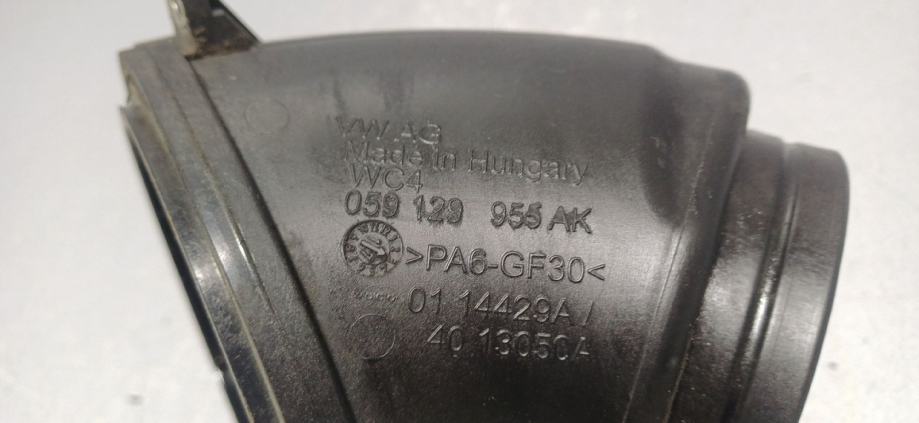 VW AG
Made in Hungary
WC4
059 129 955 AK
>PA6-GF30<
01 14429A /
40 13050A